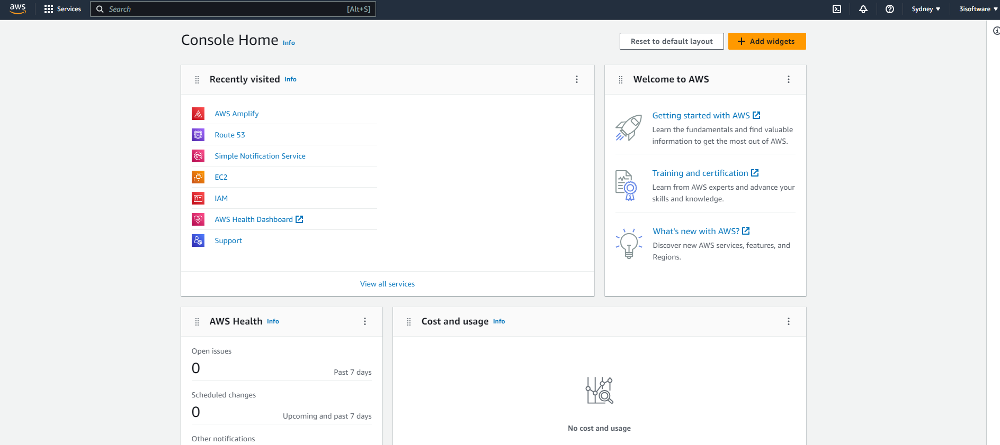 aws
Services
Search
[Alt+S]
Sydney
3isoftware
Console Home Info
Reset to default layout
Add widgets
Recently visited Info
AWS Amplify
Route 53
Simple Notification Service
EC2
IAM
AWS Health Dashboard
Support
View all services
Welcome to AWS
Getting started with AWS
Learn the fundamentals and find valuable
information to get the most out of AWS.
Training and certification
Learn from AWS experts and advance your
skills and knowledge.
What's new with AWS?
Discover new AWS services, features, and
Regions.
AWS Health Info
Open issues
0
Past 7 days
Scheduled changes
0
Upcoming and past 7 days
Other notifications
Cost and usage Info
No cost and usage